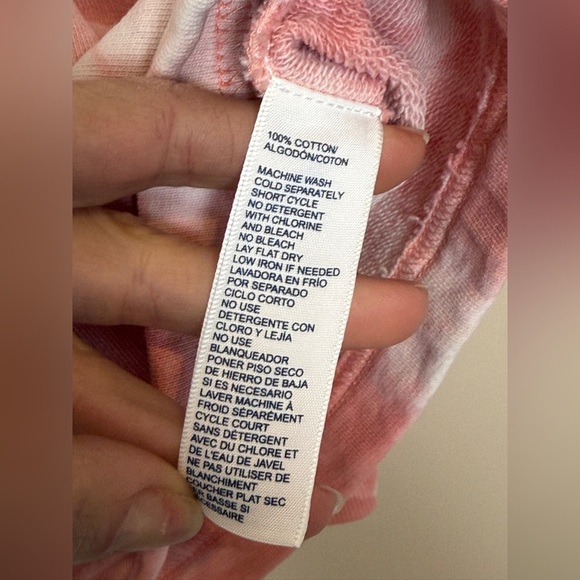 100% COTTON/
ALGODÓN/COTON
MACHINE WASH
COLD SEPARATELY
SHORT CYCLE
NO DETERGENT
WITH CHLORINE
AND BLEACH
NO BLEACH
LAY FLAT DRY
LOW IRON IF NEEDED
LAVADORA EN FRÍO
POR SEPARADO
CICLO CORTO
NO USE
DETERGENTE CON
CLORO Y LEJÍA
NO USE
BLANQUEADOR
PONER PISO SECO
DE HIERRO DE BAJA
SI ES NECESARIO
LAVER MACHINE À
FROID SÉPARÉMENT
CYCLE COURT
SANS DÉTERGENT
AVEC DU CHLORE ET
DE L'EAU DE JAVEL
NE PAS UTILISER DE
BLANCHIMENT
COUCHER PLAT SEC
BASSE SI